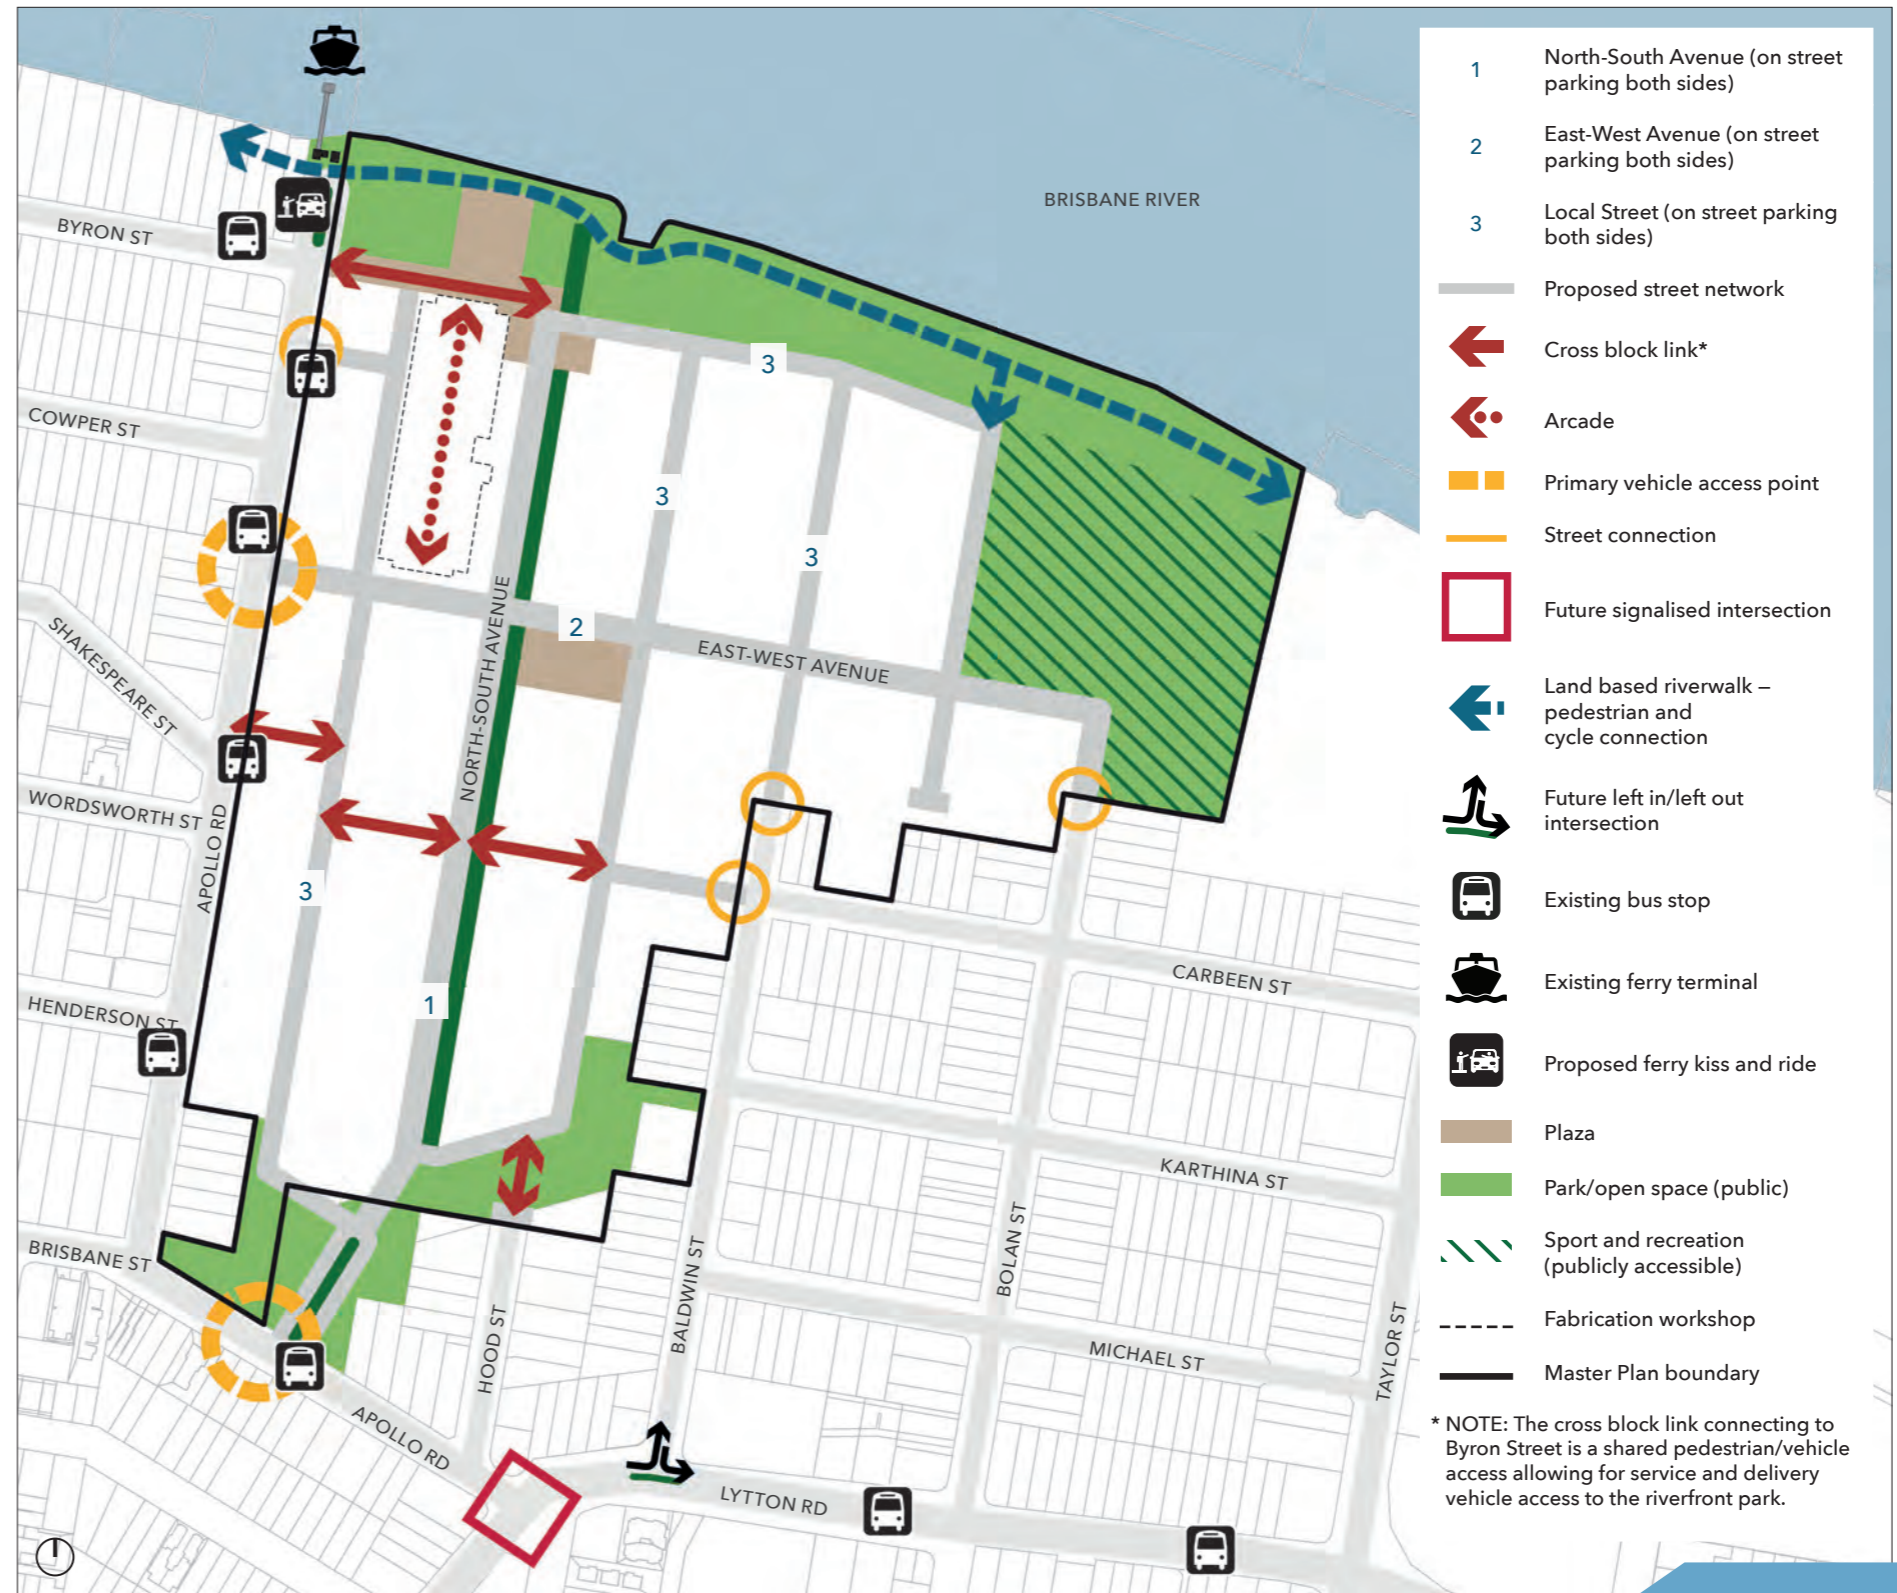 BRISBANE RIVER
BYRON ST
COWPER ST
SHAKESPEARE ST
WORDSWORTH ST
APOLLO RD
HENDERSON ST
BRISBANE ST
NORTH-SOUTH AVENUE
EAST-WEST AVENUE
3
3
3
2
3
1
CARBEEN ST
KARTHINA ST
MICHAEL ST
HOOD ST
BALDWIN ST
BOLAN ST
TAYLOR ST
APOLLO RD
LYTTON RD
1 North-South Avenue (on street
parking both sides)
2 East-West Avenue (on street
parking both sides)
3 Local Street (on street parking
both sides)
Proposed street network
Cross block link*
Arcade
Primary vehicle access point
Street connection
Future signalised intersection
Land based riverwalk –
pedestrian and
cycle connection
Future left in/left out
intersection
Existing bus stop
Existing ferry terminal
Proposed ferry kiss and ride
Plaza
Park/open space (public)
Sport and recreation
(publicly accessible)
Fabrication workshop
Master Plan boundary
* NOTE: The cross block link connecting to
Byron Street is a shared pedestrian/vehicle
access allowing for service and delivery
vehicle access to the riverfront park.